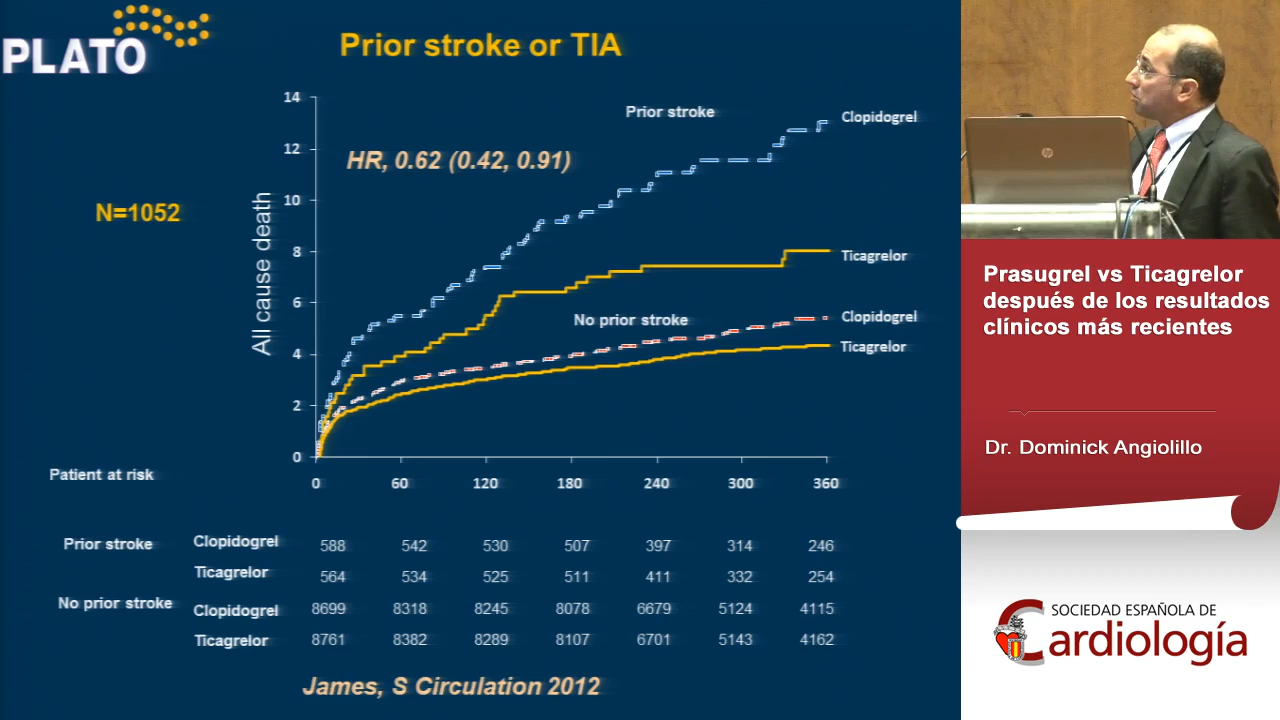 PLATO
Prior stroke or TIA
N=1052
HR, 0.62 (0.42, 0.91)
All cause death
14
12
10
8
6
4
2
0
Prior stroke
Clopidogrel
Ticagrelor
No prior stroke
Clopidogrel
Ticagrelor
0 60 120 180 240 300 360
Patient at risk
Prior stroke Clopidogrel 588 542 530 507 397 314 246
Ticagrelor 564 534 525 511 411 332 254
No prior stroke Clopidogrel 8699 8318 8245 8078 6679 5124 4115
Ticagrelor 8761 8382 8289 8107 6701 5143 4162
James, S Circulation 2012
hp
Prasugrel vs Ticagrelor
después de los resultados
clínicos más recientes
Dr. Dominick Angiolillo
SOCIEDAD ESPAÑOLA DE
Cardiología